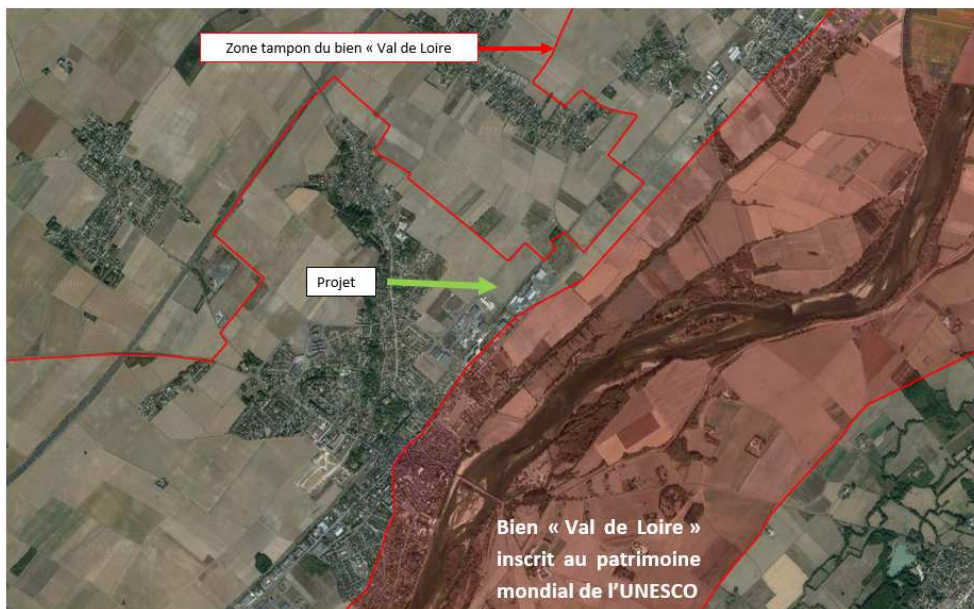 Zone tampon du bien « Val de Loire
Projet
Bien « Val de Loire »
inscrit au patrimoine
mondial de l'UNESCO